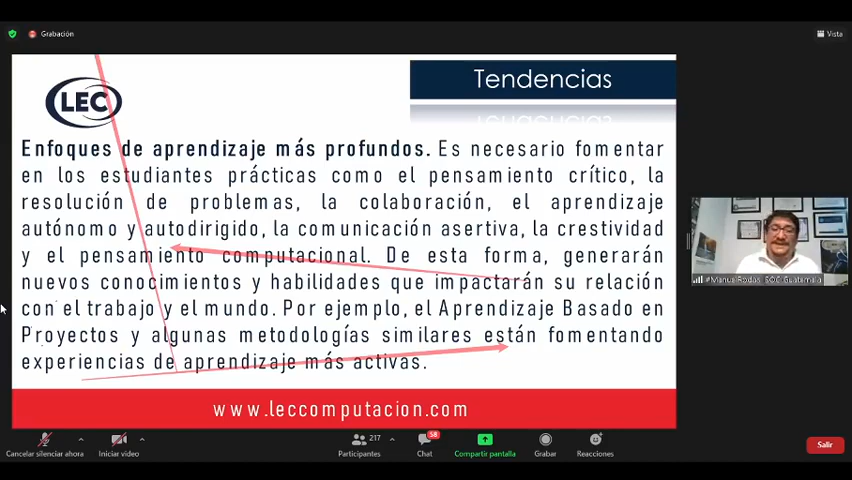 Grabación
Vista
LEC
Tendencias
Enfoques de aprendizaje más profundos. Es necesario fomentar
en los estudiantes prácticas como el pensamiento crítico, la
resolución de problemas, la colaboración, el aprendizaje
autónomo y autodirigido, la comunicación asertiva, la crestividad
y el pensamiento computacional. De esta forma, generarán
nuevos conocimientos y habilidades que impactarán su relación
con el trabajo y el mundo. Por ejemplo, el Aprendizaje Basado en
Proyectos y algunas metodologías similares están fomentando
experiencias de aprendizaje más activas.
www.leccomputacion.com
Guatemala
217
58
Cancelar silenciar ahora
Iniciar video
Participantes
Chat
Compartir pantalla
Grabar
Reacciones
Salir